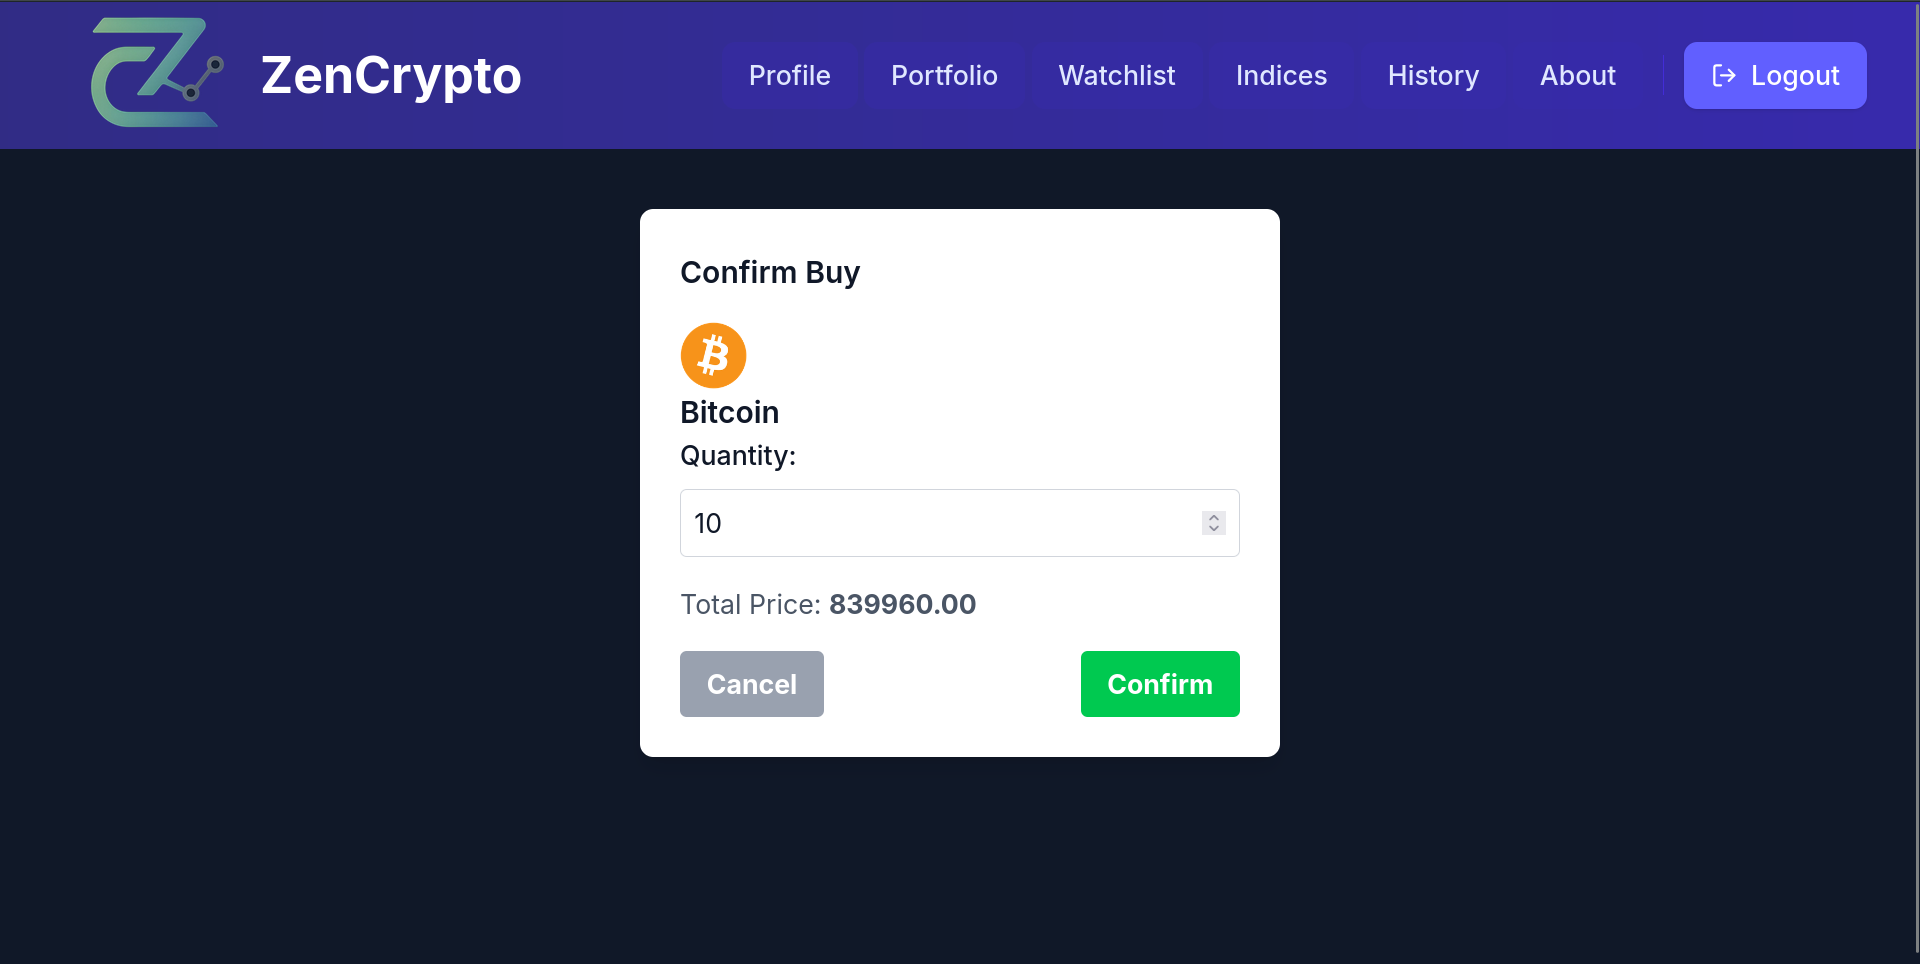 ZenCrypto Profile Portfolio Watchlist Indices History About Logout
Confirm Buy
Bitcoin
Quantity:
10
Total Price: 839960.00
Cancel Confirm